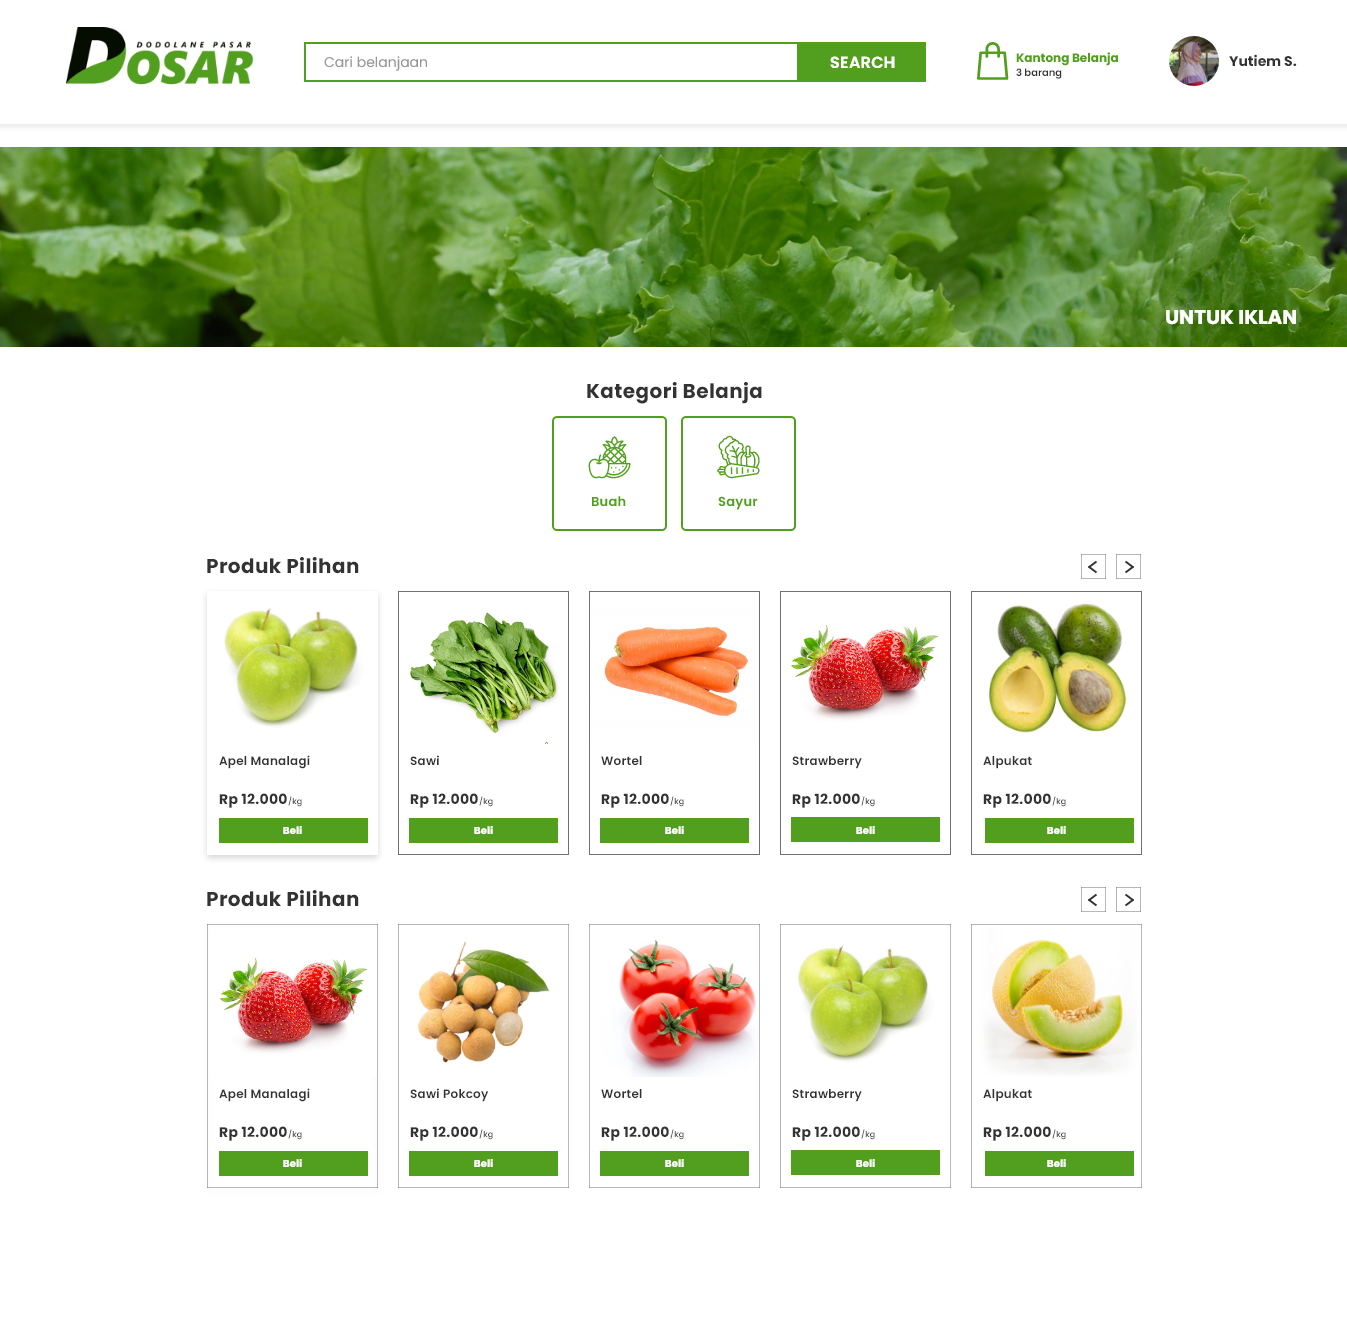 DODOLANE PASAR
DOSAR
Cari belanjaan
SEARCH
Kantong Belanja
3 barang
Yutiem S.
UNTUK IKLAN
Kategori Belanja
Buah
Sayur
Produk Pilihan
< >
Apel Manalagi
Rp 12.000/kg
Beli
Sawi
Rp 12.000/kg
Beli
Wortel
Rp 12.000/kg
Beli
Strawberry
Rp 12.000/kg
Beli
Alpukat
Rp 12.000/kg
Beli
Produk Pilihan
< >
Apel Manalagi
Rp 12.000/kg
Beli
Sawi Pokcoy
Rp 12.000/kg
Beli
Wortel
Rp 12.000/kg
Beli
Strawberry
Rp 12.000/kg
Beli
Alpukat
Rp 12.000/kg
Beli